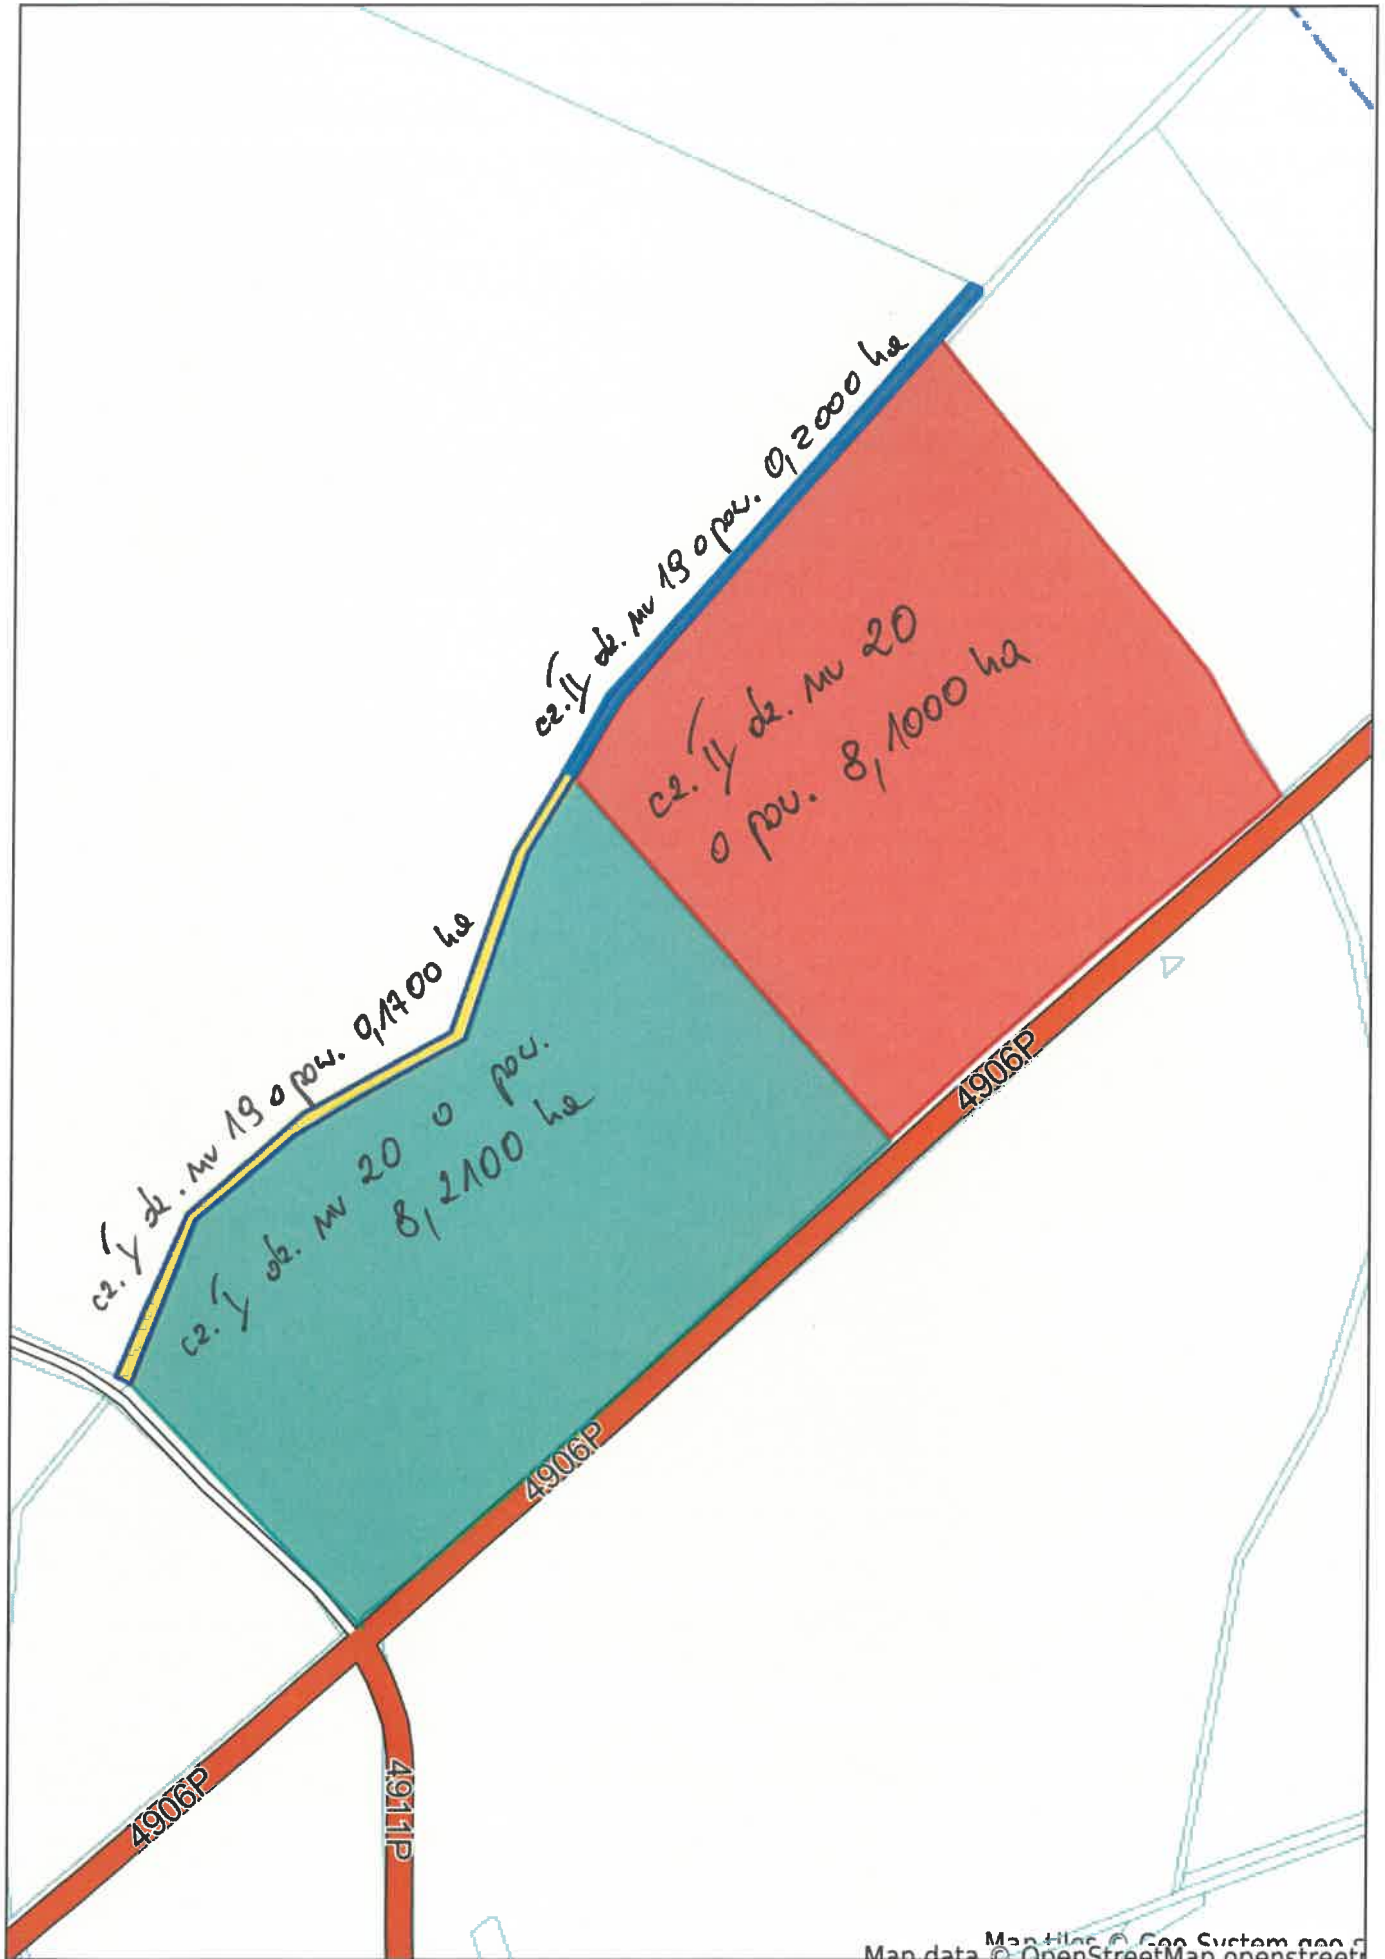 cz. II dz. nr 19 o pow. 0,2000 ha
cz. II dz. nr 20
o pow. 8,1000 ha
cz. I dz. nr 19 o pow. 0,1700 ha
cz. I dz. nr 20 o pow.
8,2100 ha
4906P
4906P
4906P
4911P
Map tiles © Geo System geo
Map data © OpenStreetMap openstreet